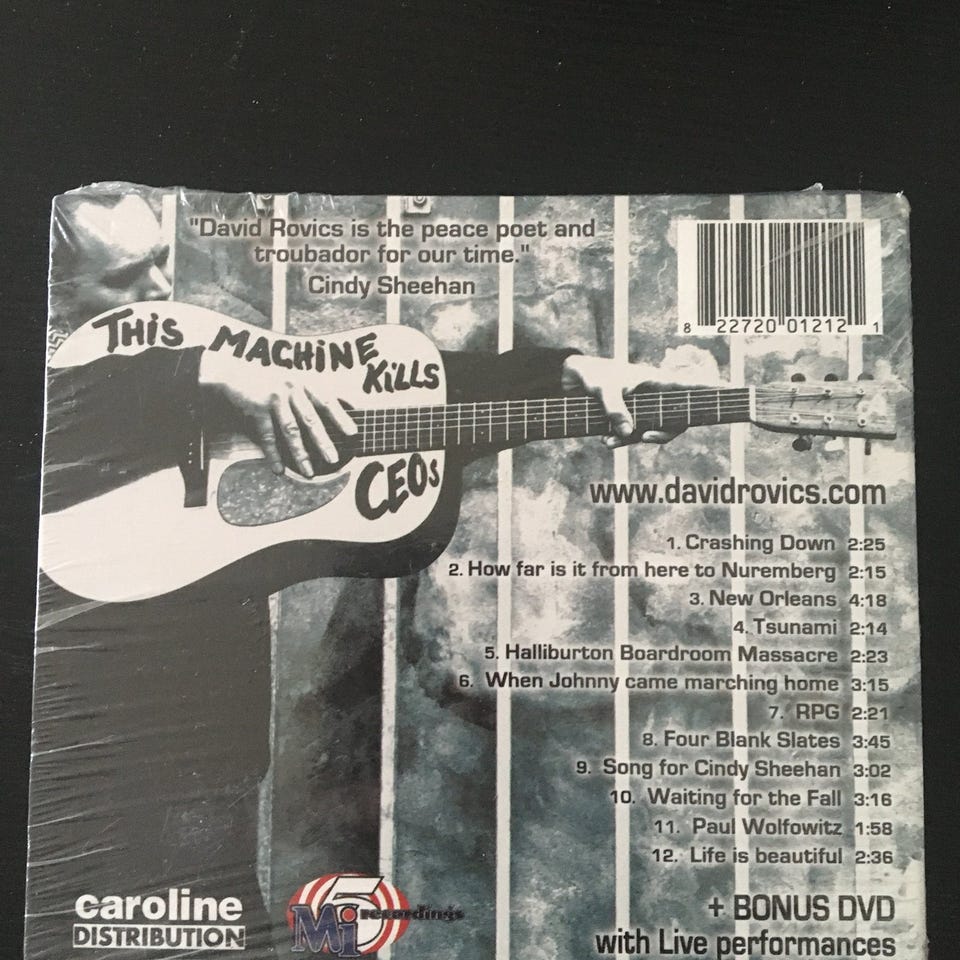 "David Rovics is the peace poet and
troubador for our time."
Cindy Sheehan
8 22720 01212 1
THIS MACHINE KILLS
CEOs
www.davidrovics.com
1. Crashing Down 2:25
2. How far is it from here to Nuremberg 2:15
3. New Orleans 4:18
4. Tsunami 2:14
5. Halliburton Boardroom Massacre 2:23
6. When Johnny came marching home 3:15
7. RPG 2:21
8. Four Blank Slates 3:45
9. Song for Cindy Sheehan 3:02
10. Waiting for the Fall 3:16
11. Paul Wolfowitz 1:58
12. Life is beautiful 2:36
caroline
DISTRIBUTION
Mi5 recordings
+ BONUS DVD
with Live performances